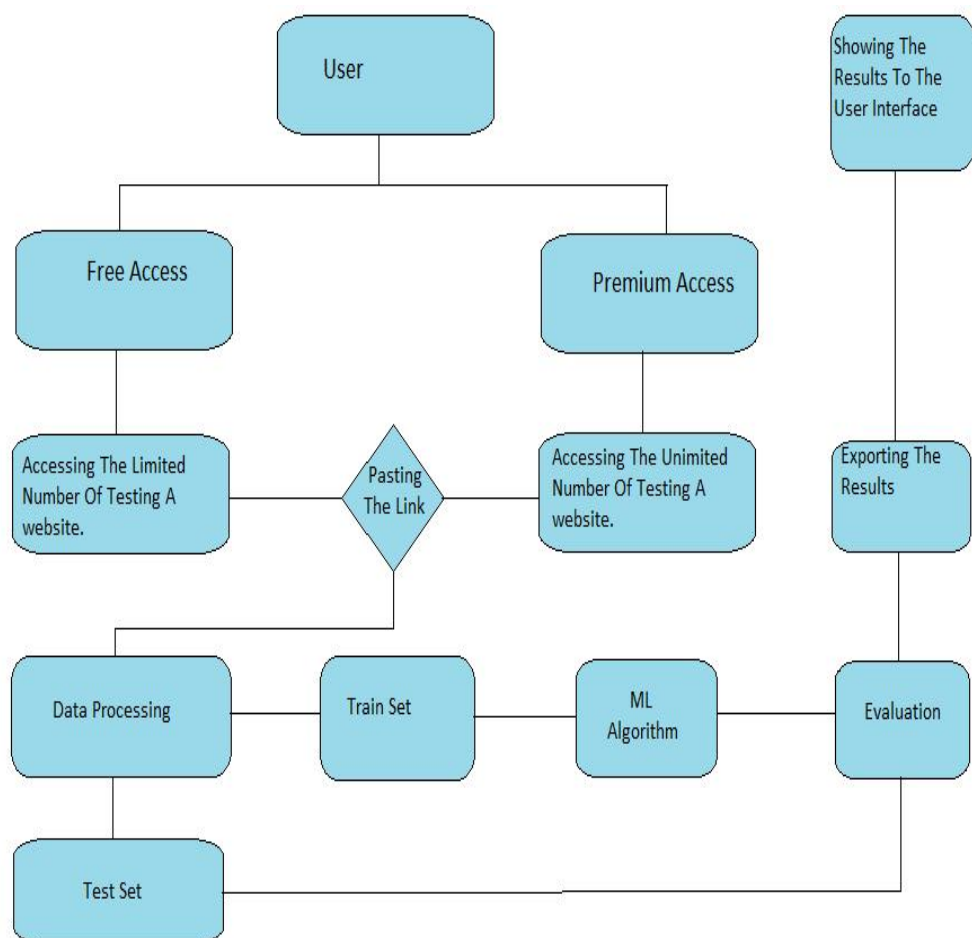 User
Showing The
Results To The
User Interface
Free Access
Premium Access
Accessing The Limited
Number Of Testing A
website.
Pasting
The Link
Accessing The Unimited
Number Of Testing A
website.
Exporting The
Results
Data Processing
Train Set
ML
Algorithm
Evaluation
Test Set